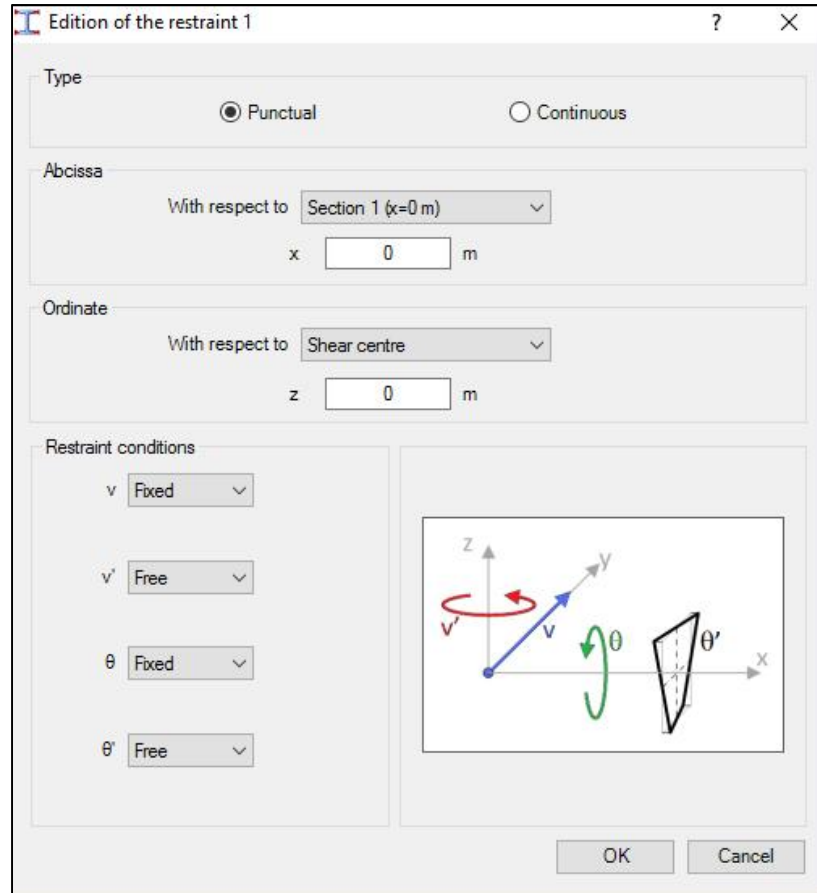 Edition of the restraint 1 ? ✕
Type
Punctual Continuous
Abcissa
With respect to Section 1 (x=0 m)
x 0 m
Ordinate
With respect to Shear centre
z 0 m
Restraint conditions
v Fixed
v' Free
θ Fixed
θ' Free
z
y
v'
v
θ
θ'
x
OK Cancel